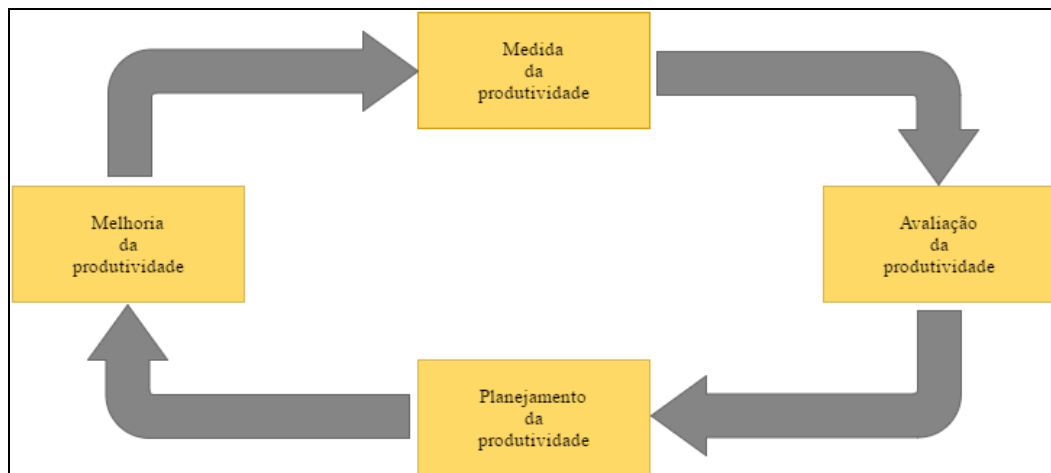 Medida
da
produtividade
Melhoria
da
produtividade
Avaliação
da
produtividade
Planejamento
da
produtividade